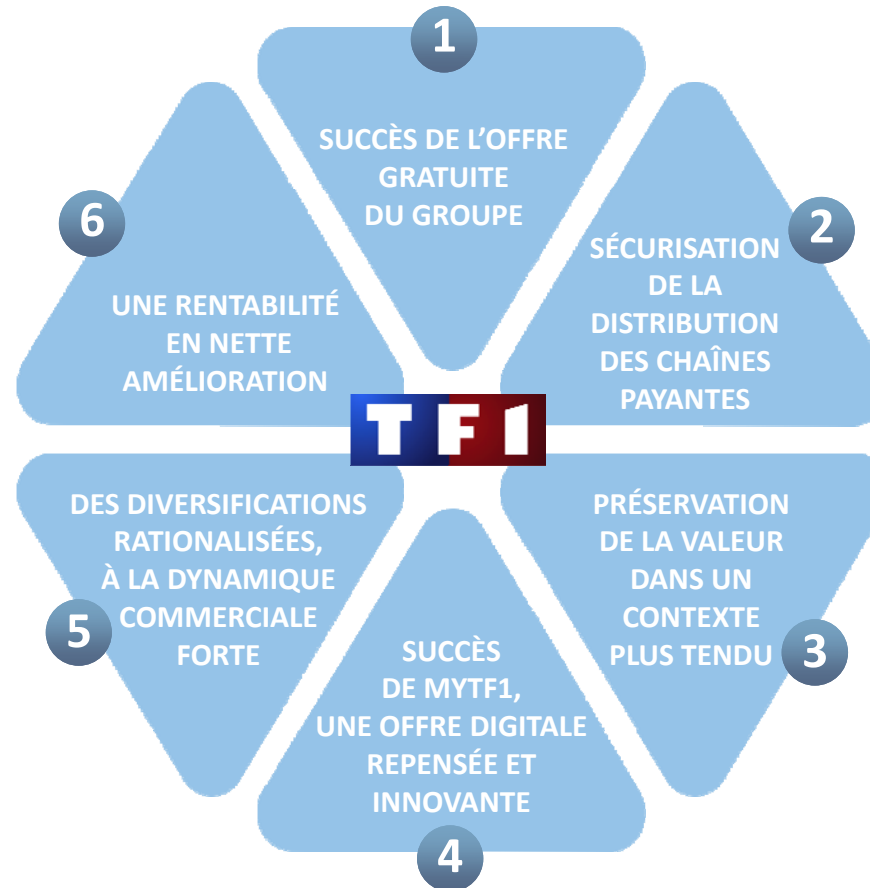 1
SUCCÈS DE L'OFFRE
GRATUITE
DU GROUPE
2
SÉCURISATION
DE LA
DISTRIBUTION
DES CHAÎNES
PAYANTES
3
PRÉSERVATION
DE LA VALEUR
DANS UN
CONTEXTE
PLUS TENDU
4
SUCCÈS
DE MYTF1,
UNE OFFRE DIGITALE
REPENSÉE ET
INNOVANTE
5
DES DIVERSIFICATIONS
RATIONALISÉES,
À LA DYNAMIQUE
COMMERCIALE
FORTE
6
UNE RENTABILITÉ
EN NETTE
AMÉLIORATION
TF1